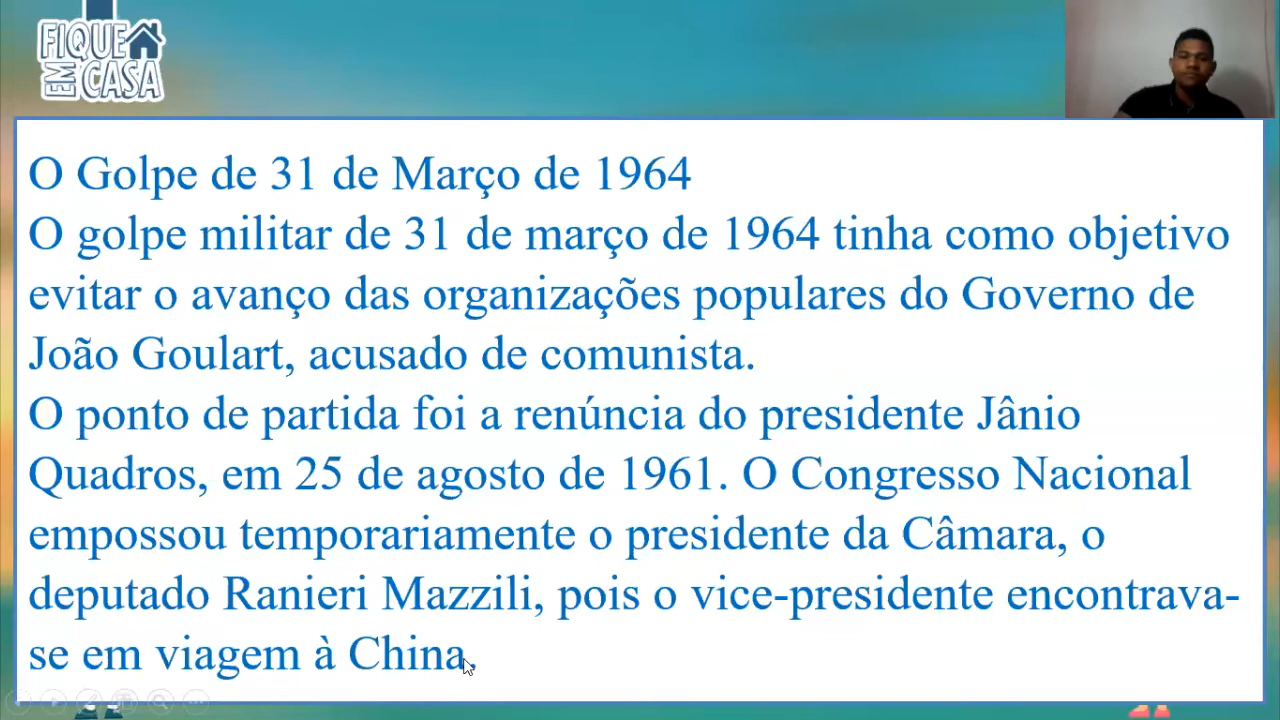 FIQUE
EM CASA
O Golpe de 31 de Março de 1964
O golpe militar de 31 de março de 1964 tinha como objetivo
evitar o avanço das organizações populares do Governo de
João Goulart, acusado de comunista.
O ponto de partida foi a renúncia do presidente Jânio
Quadros, em 25 de agosto de 1961. O Congresso Nacional
empossou temporariamente o presidente da Câmara, o
deputado Ranieri Mazzili, pois o vice-presidente encontrava-
se em viagem à China.